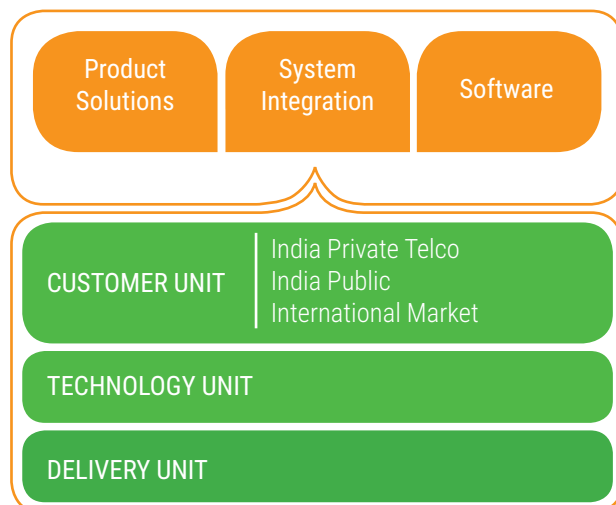 Product
Solutions
System
Integration
Software
CUSTOMER UNIT
India Private Telco
India Public
International Market
TECHNOLOGY UNIT
DELIVERY UNIT